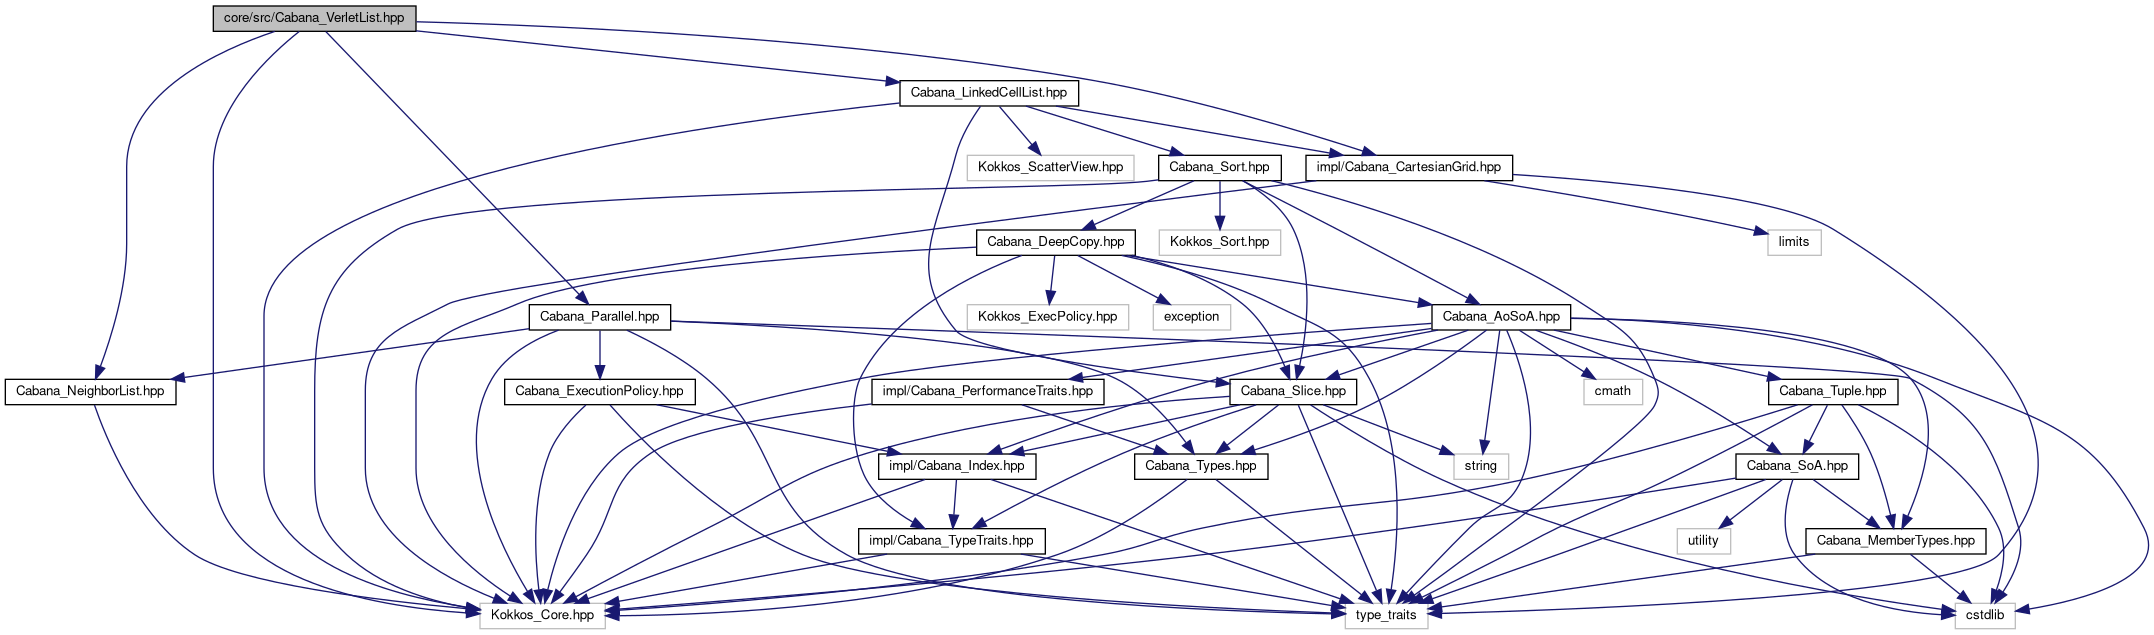 core/src/Cabana_VerletList.hpp
Cabana_LinkedCellList.hpp
Kokkos_ScatterView.hpp
Cabana_Sort.hpp
impl/Cabana_CartesianGrid.hpp
Cabana_DeepCopy.hpp
Kokkos_Sort.hpp
limits
Cabana_Parallel.hpp
Kokkos_ExecPolicy.hpp
exception
Cabana_AoSoA.hpp
Cabana_NeighborList.hpp
Cabana_ExecutionPolicy.hpp
impl/Cabana_PerformanceTraits.hpp
Cabana_Slice.hpp
cmath
Cabana_Tuple.hpp
impl/Cabana_Index.hpp
Cabana_Types.hpp
string
Cabana_SoA.hpp
impl/Cabana_TypeTraits.hpp
utility
Cabana_MemberTypes.hpp
Kokkos_Core.hpp
type_traits
cstdlib